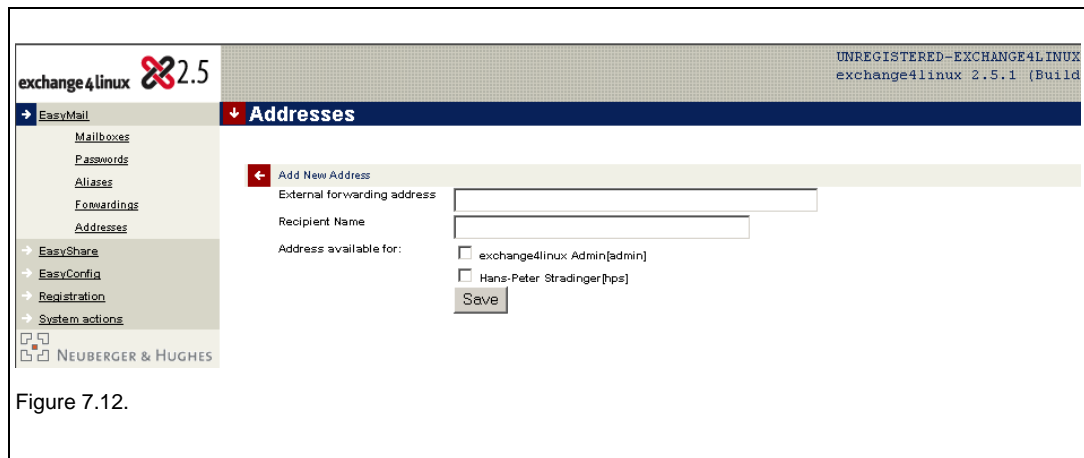 exchange4linux 2.5
UNREGISTERED-EXCHANGE4LINUX
exchange4linux 2.5.1 (Build
EasyMail
Mailboxes
Passwords
Aliases
Forwardings
Addresses
EasyShare
EasyConfig
Registration
System actions
NEUBERGER & HUGHES
Addresses
Add New Address
External forwarding address
Recipient Name
Address available for:
exchange4linux Admin[admin]
Hans-Peter Stradinger[hps]
Save
Figure 7.12.